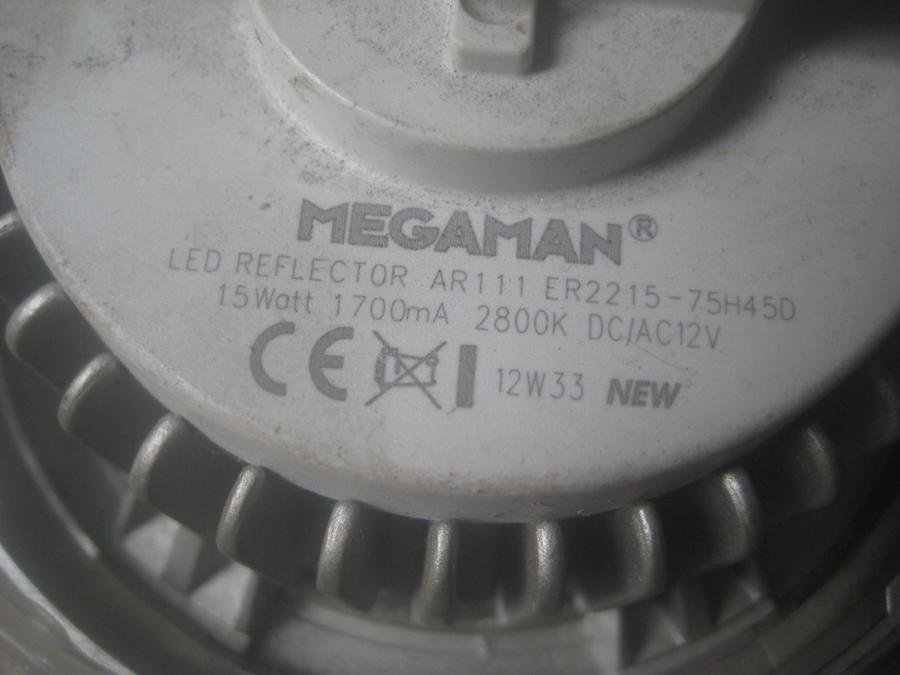 MEGAMAN®
LED REFLECTOR AR111 ER2215-75H45D
15Watt 1700mA 2800K DC/AC12V
CE 12W33 NEW